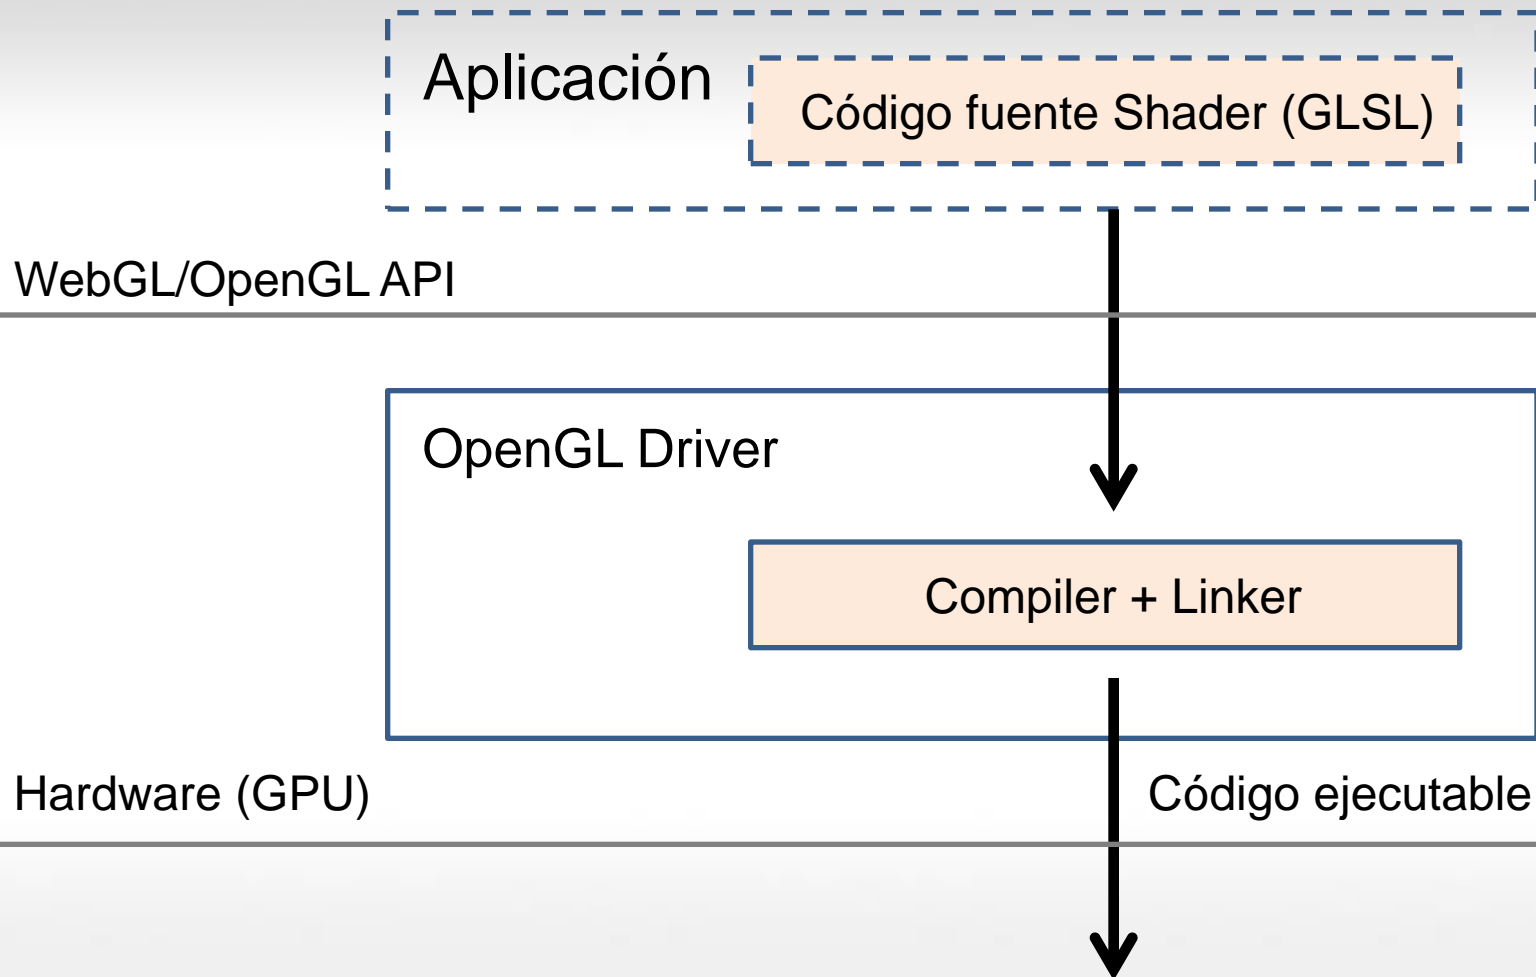 Aplicación
Código fuente Shader (GLSL)
WebGL/OpenGL API
OpenGL Driver
Compiler + Linker
Hardware (GPU)
Código ejecutable